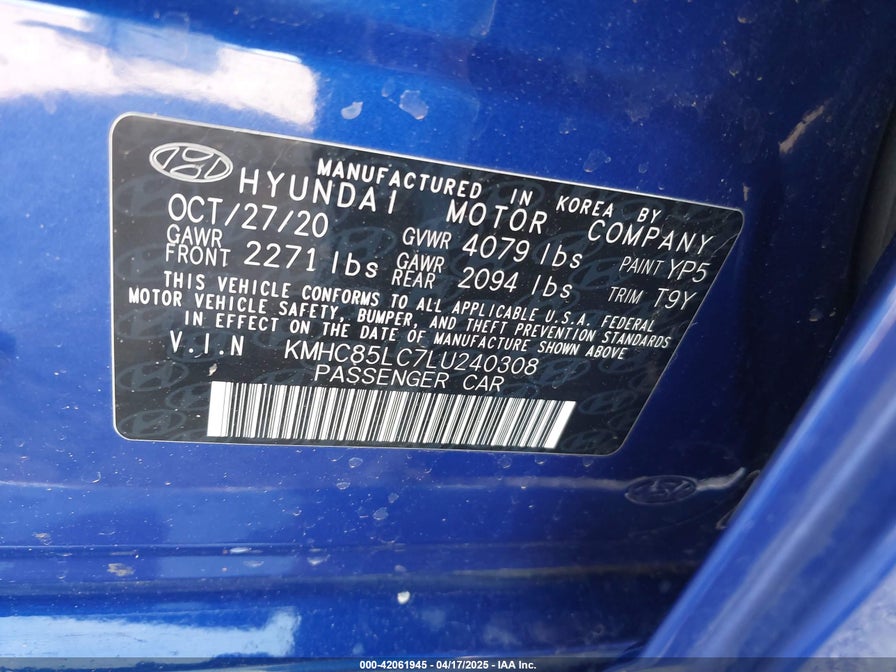 MANUFACTURED IN KOREA BY
HYUNDAI MOTOR COMPANY
OCT/27/20 GVWR 4079 lbs PAINT YP5
GAWR FRONT 2271 lbs GAWR REAR 2094 lbs TRIM T9Y
THIS VEHICLE CONFORMS TO ALL APPLICABLE U.S.A. FEDERAL
MOTOR VEHICLE SAFETY, BUMPER, AND THEFT PREVENTION STANDARDS
IN EFFECT ON THE DATE OF MANUFACTURE SHOWN ABOVE
V.I.N KMHC85LC7LU240308
PASSENGER CAR
000-42061945 - 04/17/2025 - IAA Inc.